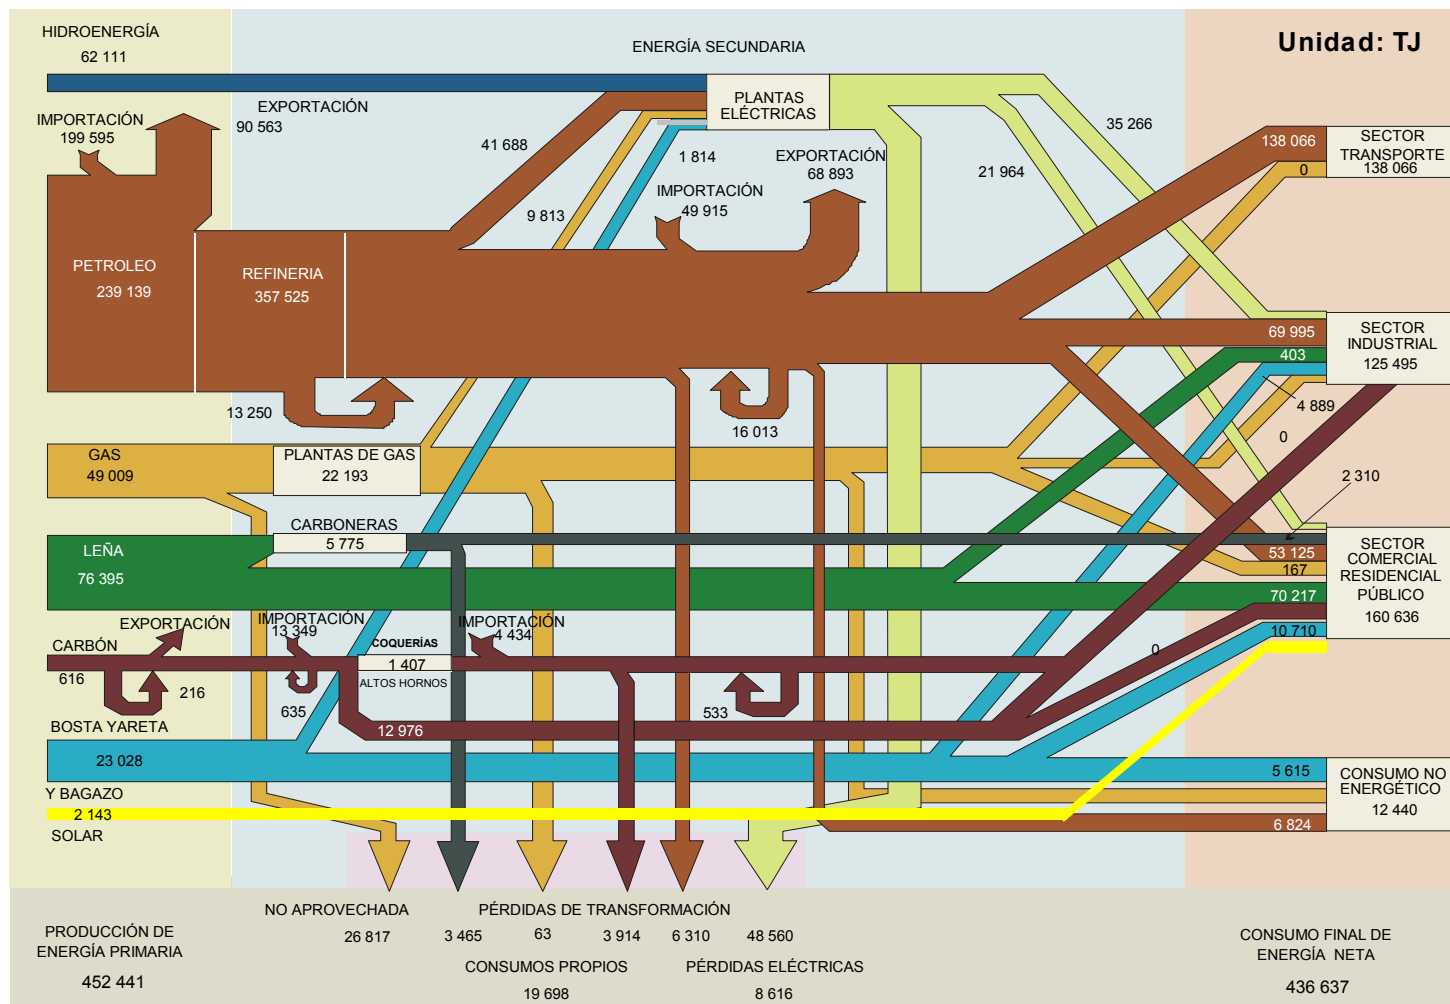 HIDROENERGÍA
62 111
ENERGÍA SECUNDARIA
Unidad: TJ
IMPORTACIÓN
199 595
EXPORTACIÓN
90 563
PLANTAS
ELÉCTRICAS
41 688
1 814
9 813
IMPORTACIÓN
49 915
EXPORTACIÓN
68 893
35 266
21 964
138 066
0
SECTOR
TRANSPORTE
138 066
PETROLEO
239 139
REFINERIA
357 525
69 995
403
SECTOR
INDUSTRIAL
125 495
13 250
16 013
4 889
0
GAS
49 009
PLANTAS DE GAS
22 193
2 310
CARBONERAS
5 775
LEÑA
76 395
53 125
167
70 217
10 710
SECTOR
COMERCIAL
RESIDENCIAL
PÚBLICO
160 636
EXPORTACIÓN
IMPORTACIÓN
13 349
IMPORTACIÓN
4 434
CARBÓN
616
216
COQUERÍAS
1 407
ALTOS HORNOS
0
635
533
12 976
BOSTA YARETA
23 028
Y BAGAZO
2 143
SOLAR
5 615
6 824
CONSUMO NO
ENERGÉTICO
12 440
NO APROVECHADA
26 817
PÉRDIDAS DE TRANSFORMACIÓN
3 465
63
3 914
6 310
48 560
CONSUMOS PROPIOS
19 698
PÉRDIDAS ELÉCTRICAS
8 616
PRODUCCIÓN DE
ENERGÍA PRIMARIA
452 441
CONSUMO FINAL DE
ENERGÍA NETA
436 637